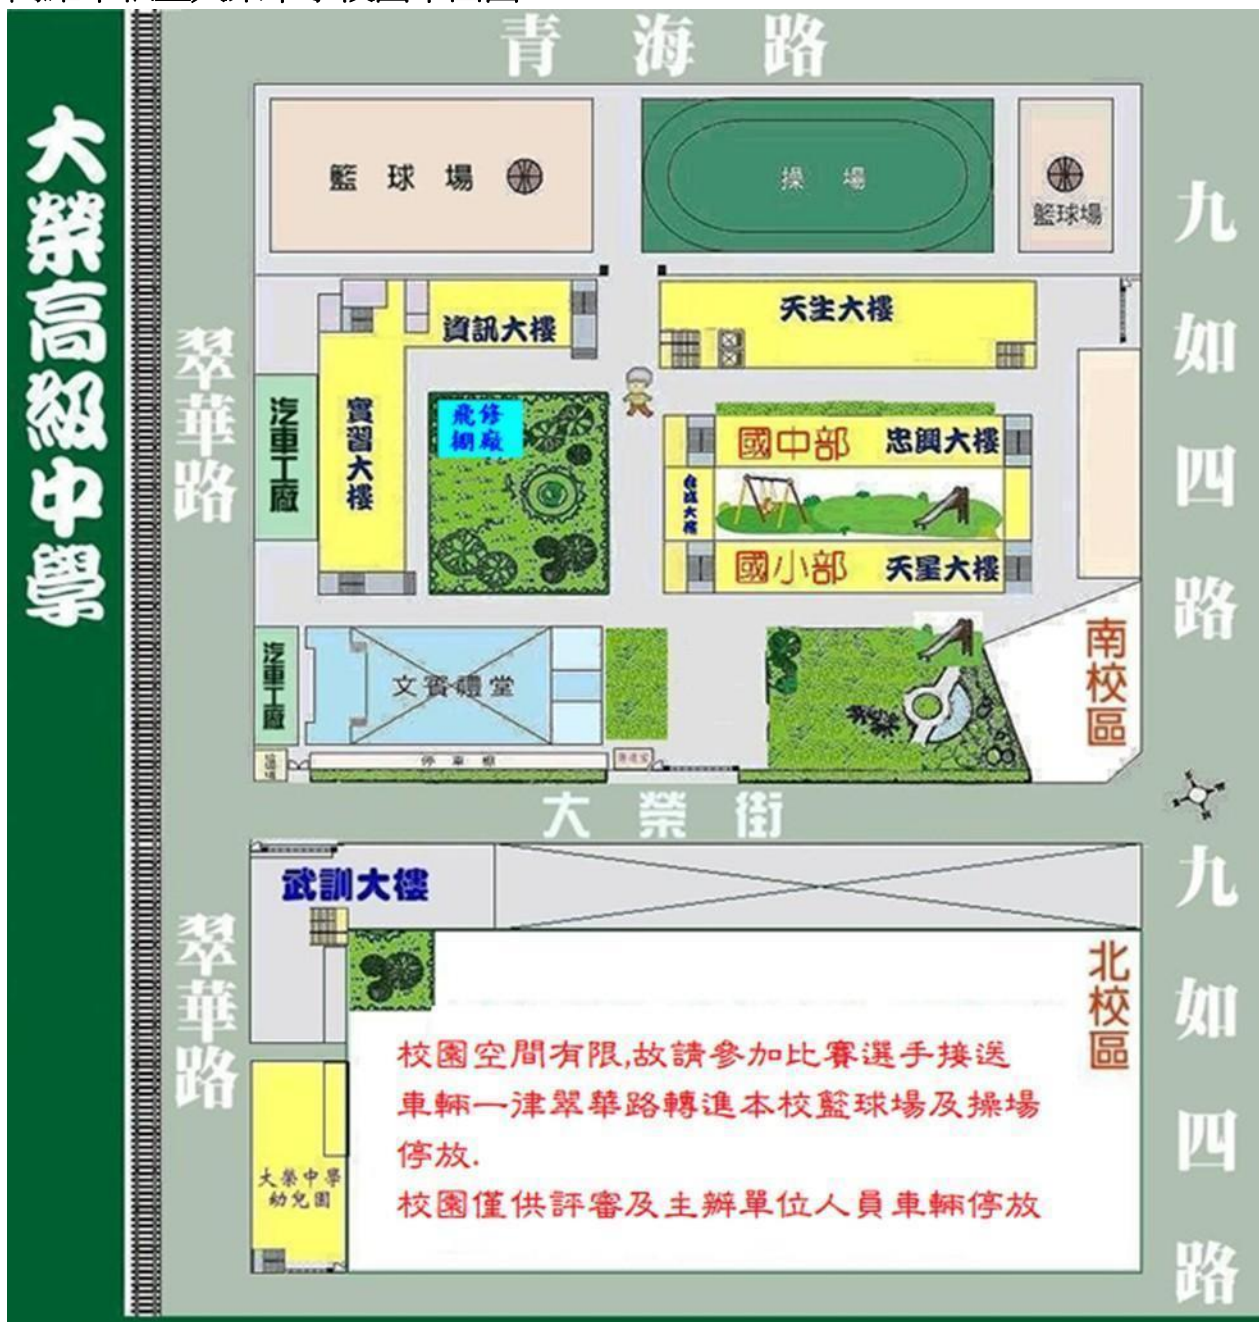 青海路
大榮高級中學
籃球場
操場
籃球場
九如四路
翠華路
資訊大樓
天生大樓
汽車工廠
實習大樓
飛修
棚廠
國中部 忠興大樓
國小部 天星大樓
南校區
汽車工廠
文賓禮堂
停車棚
大榮街
武訓大樓
翠華路
九如四路
北校區
校園空間有限,故請參加比賽選手接送
車輛一律翠華路轉進本校籃球場及操場
停放.
校園僅供評審及主辦單位人員車輛停放
大榮中學
幼兒園